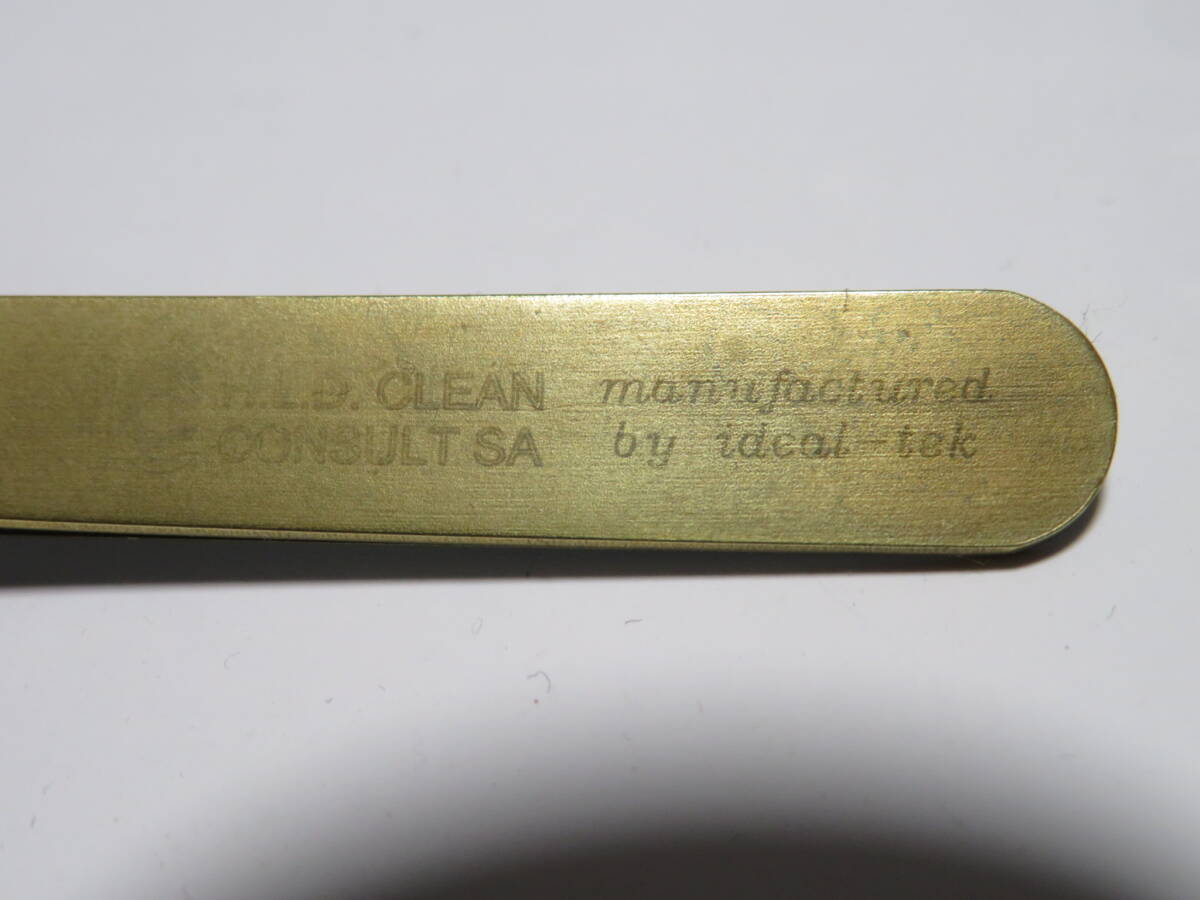 H.L.D. CLEAN
CONSULT SA
manufactured
by ideal-tek